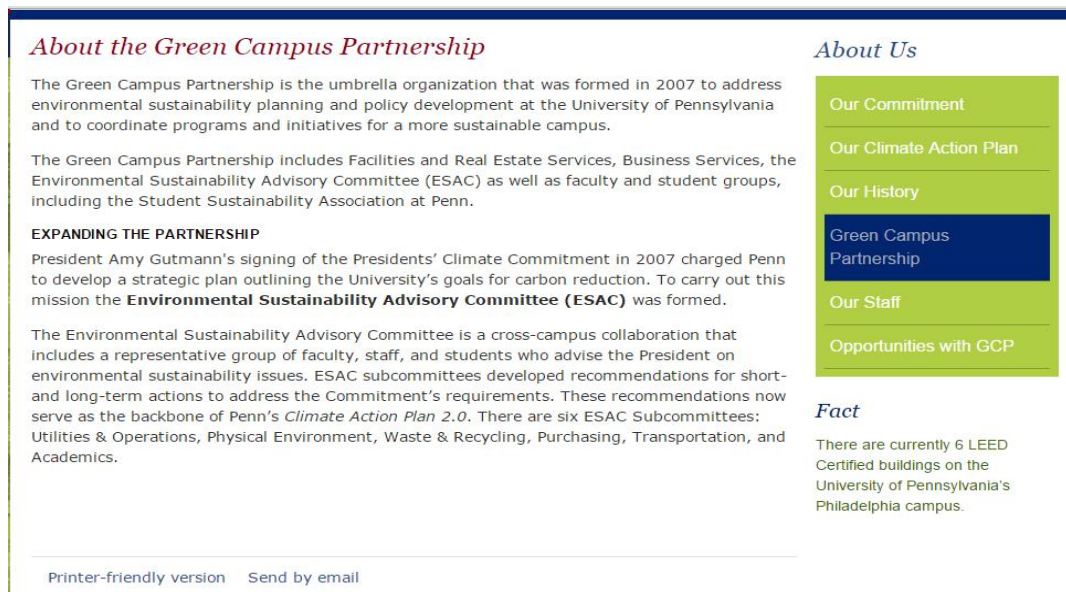 About the Green Campus Partnership
The Green Campus Partnership is the umbrella organization that was formed in 2007 to address
environmental sustainability planning and policy development at the University of Pennsylvania
and to coordinate programs and initiatives for a more sustainable campus.
The Green Campus Partnership includes Facilities and Real Estate Services, Business Services, the
Environmental Sustainability Advisory Committee (ESAC) as well as faculty and student groups,
including the Student Sustainability Association at Penn.
EXPANDING THE PARTNERSHIP
President Amy Gutmann's signing of the Presidents’ Climate Commitment in 2007 charged Penn
to develop a strategic plan outlining the University’s goals for carbon reduction. To carry out this
mission the Environmental Sustainability Advisory Committee (ESAC) was formed.
The Environmental Sustainability Advisory Committee is a cross-campus collaboration that
includes a representative group of faculty, staff, and students who advise the President on
environmental sustainability issues. ESAC subcommittees developed recommendations for short-
and long-term actions to address the Commitment’s requirements. These recommendations now
serve as the backbone of Penn’s Climate Action Plan 2.0. There are six ESAC Subcommittees:
Utilities & Operations, Physical Environment, Waste & Recycling, Purchasing, Transportation, and
Academics.
Printer-friendly version Send by email
About Us
Our Commitment
Our Climate Action Plan
Our History
Green Campus
Partnership
Our Staff
Opportunities with GCP
Fact
There are currently 6 LEED
Certified buildings on the
University of Pennsylvania’s
Philadelphia campus.